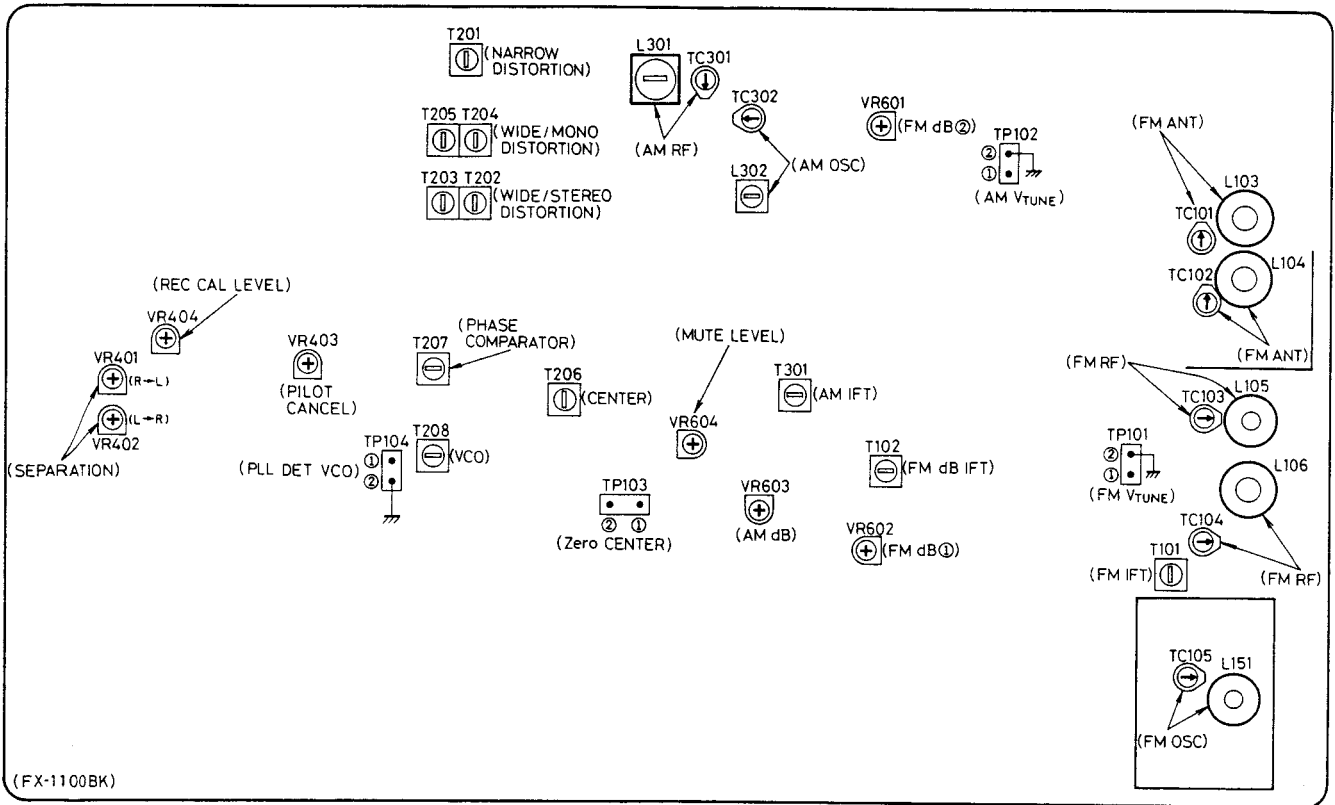 T201
(NARROW
DISTORTION)
L301
TC301
(AM RF)
TC302
(AM OSC)
L302
VR601
(FM dB②)
TP102
②
①
(AM VTUNE)
(FM ANT)
L103
TC101
L104
TC102
(FM ANT)
T205 T204
(WIDE/MONO
DISTORTION)
T203 T202
(WIDE/STEREO
DISTORTION)
(REC CAL LEVEL)
VR404
VR401
(R→L)
(L→R)
VR402
(SEPARATION)
VR403
(PILOT
CANCEL)
T207
(PHASE
COMPARATOR)
T206
(CENTER)
(MUTE LEVEL)
VR604
T301
(AM IFT)
(FM RF)
L105
TC103
TP104
①
②
(PLL DET VCO)
T208
(VCO)
TP103
② ①
(Zero CENTER)
VR603
(AM dB)
T102
(FM dB IFT)
VR602
(FM dB①)
TP101
②
①
(FM VTUNE)
L106
TC104
T101
(FM IFT)
(FM RF)
TC105
L151
(FM OSC)
(FX-1100BK)